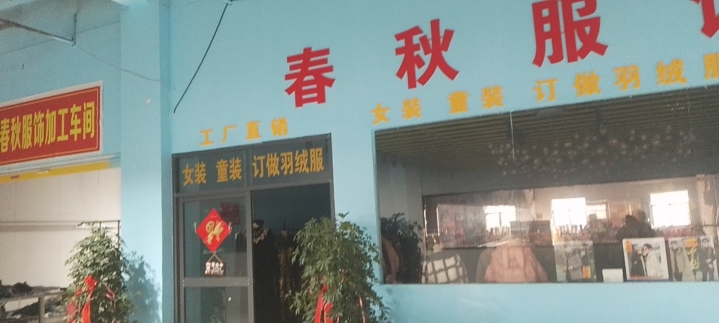 春秋服饰加工车间
春秋服
女装 童装 订做羽绒服
工厂直销
女装 童装 订做羽绒服